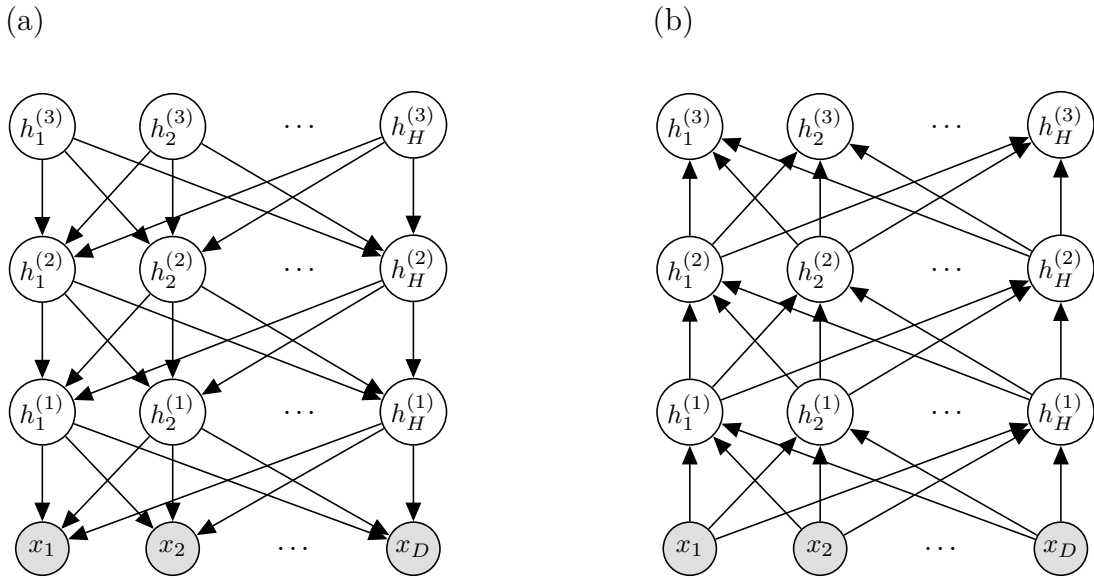 (a) (b)
h_1^{(3)} h_2^{(3)} ... h_H^{(3)} h_1^{(3)} h_2^{(3)} ... h_H^{(3)}
h_1^{(2)} h_2^{(2)} ... h_H^{(2)} h_1^{(2)} h_2^{(2)} ... h_H^{(2)}
h_1^{(1)} h_2^{(1)} ... h_H^{(1)} h_1^{(1)} h_2^{(1)} ... h_H^{(1)}
x_1 x_2 ... x_D x_1 x_2 ... x_D